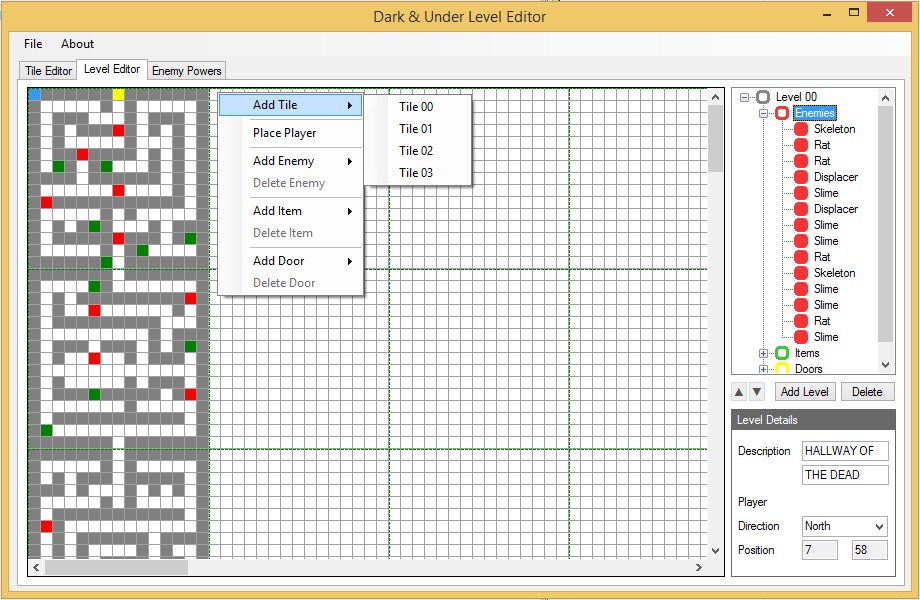 Dark & Under Level Editor
File About
Tile Editor Level Editor Enemy Powers
Add Tile
Place Player
Add Enemy
Delete Enemy
Add Item
Delete Item
Add Door
Delete Door
Tile 00
Tile 01
Tile 02
Tile 03
Level 00
Enemies
Skeleton
Rat
Rat
Displacer
Slime
Displacer
Slime
Slime
Rat
Skeleton
Slime
Slime
Rat
Slime
Items
Doors
Add Level Delete
Level Details
Description HALLWAY OF
THE DEAD
Player
Direction North
Position 7 58